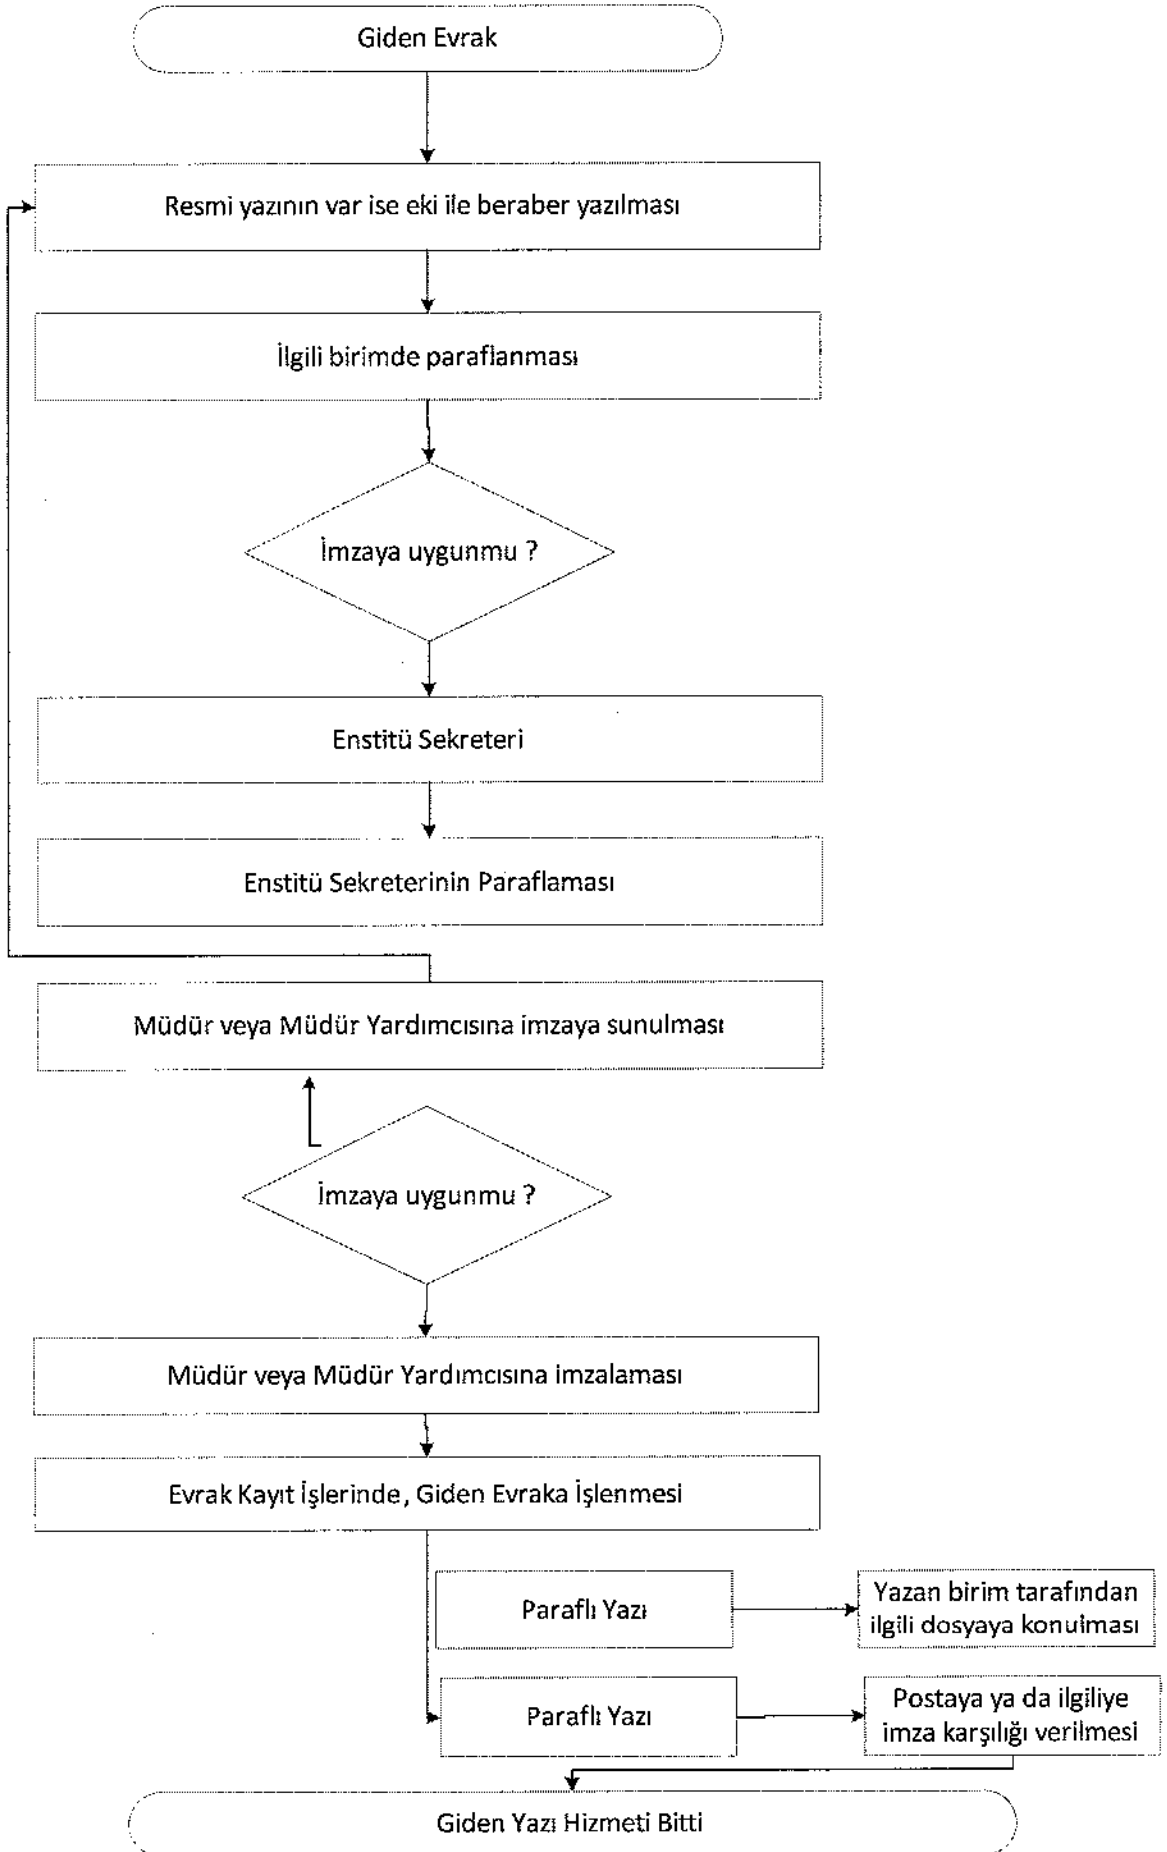 Giden Evrak
Resmi yazının var ise eki ile beraber yazılması
İlgili birimde paraflanması
İmzaya uygunmu ?
Enstitü Sekreteri
Enstitü Sekreterinin Paraflaması
Müdür veya Müdür Yardımcısına imzaya sunulması
İmzaya uygunmu ?
Müdür veya Müdür Yardımcısına imzalaması
Evrak Kayıt İşlerinde, Giden Evraka İşlenmesi
Paraflı Yazı
Yazan birim tarafından
ilgili dosyaya konulması
Paraflı Yazı
Postaya ya da ilgiliye
imza karşılığı verilmesi
Giden Yazı Hizmeti Bitti